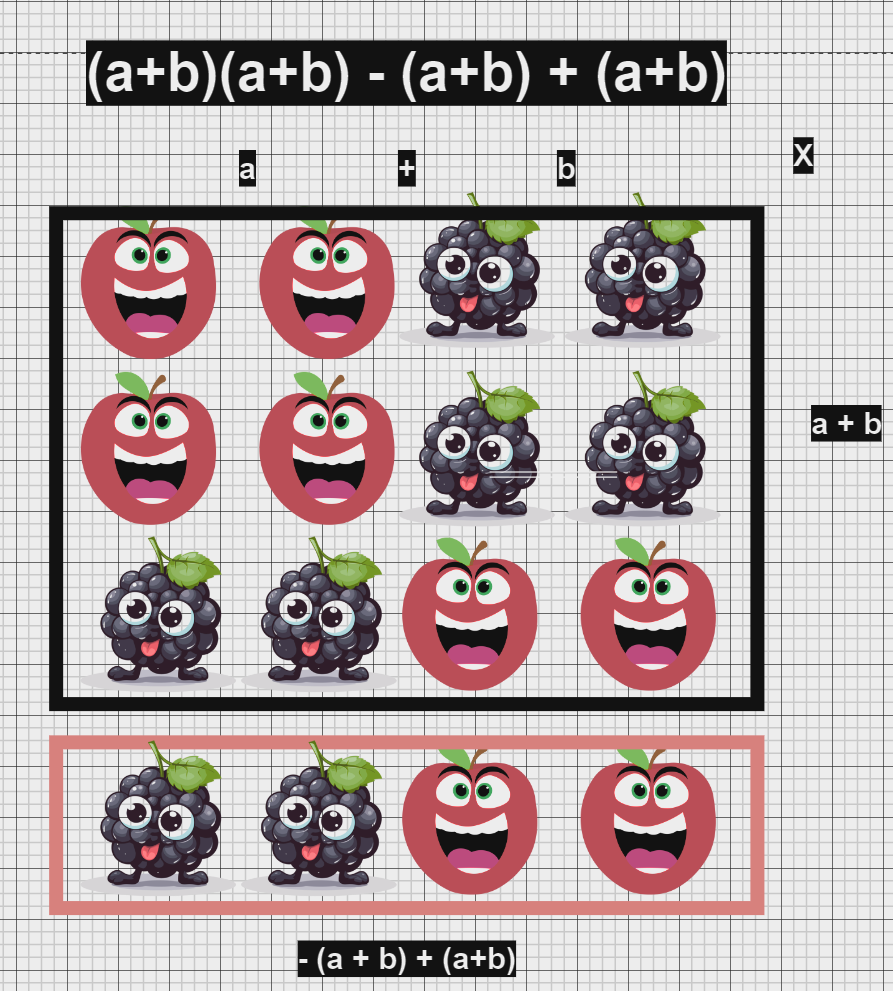 (a+b)(a+b) - (a+b) + (a+b)
a + b X
a + b
- (a + b) + (a+b)